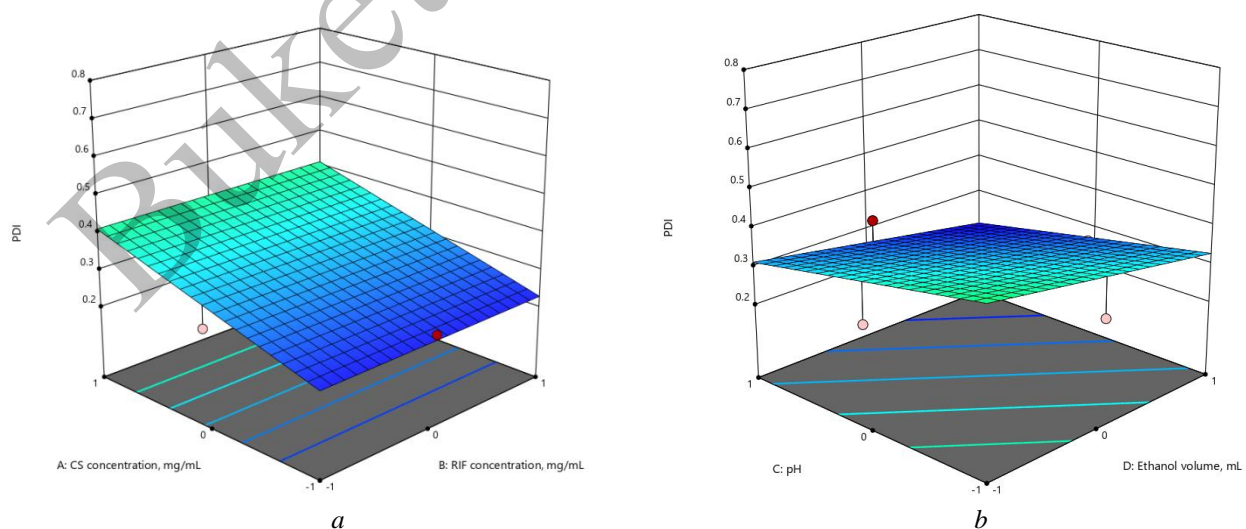 Buke
0.8
0.7
0.6
0.5
0.4
0.3
0.2
PDI
1
0
-1
-1
0
1
A: CS concentration, mg/mL
B: RIF concentration, mg/mL
a
0.8
0.7
0.6
0.5
0.4
0.3
0.2
PDI
1
0
-1
-1
0
1
C: pH
D: Ethanol volume, mL
b